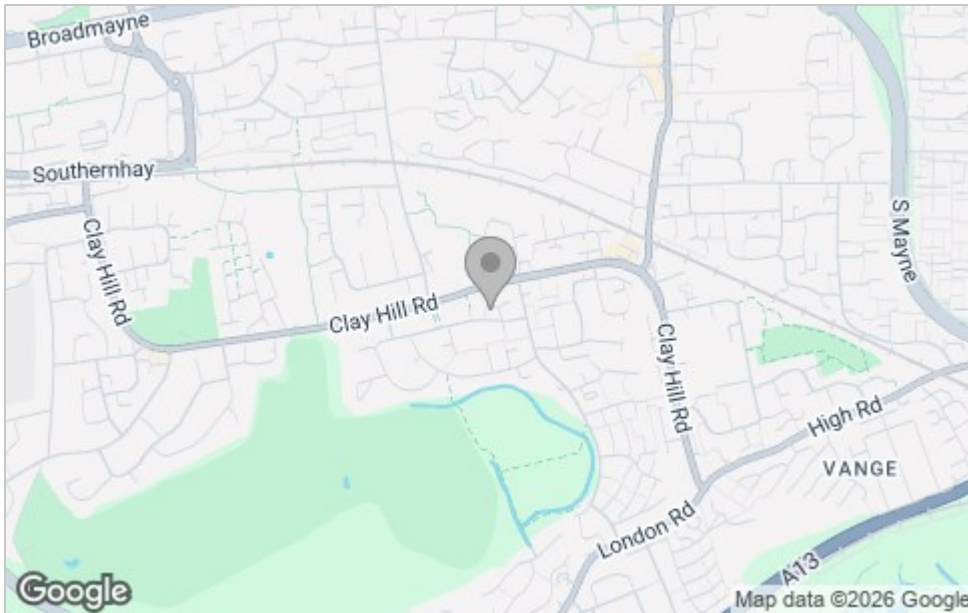 Broadmayne
Southernhay
Clay Hill Rd
S Mayne
Clay Hill Rd
Clay Hill Rd
High Rd
VANGE
London Rd
A13
Google
Map data ©2026 Google